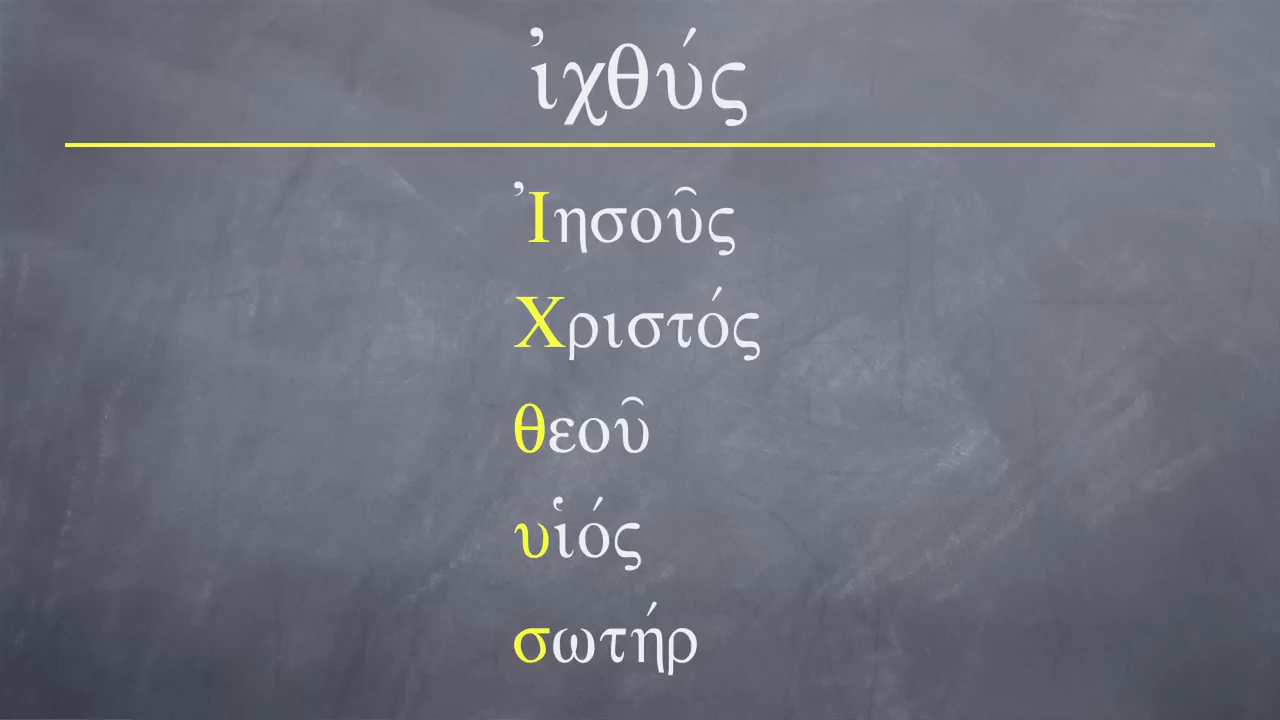 ἰχθύς
Ἰησοῦς
Χριστός
θεοῦ
υἱός
σωτήρ